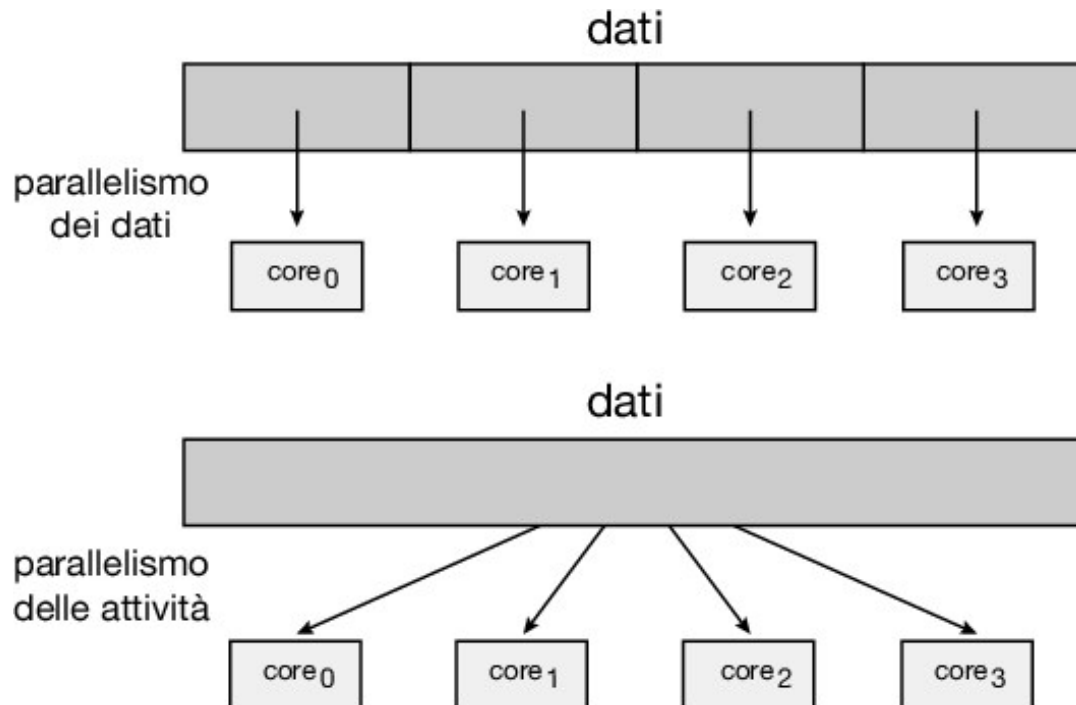 dati
parallelismo
dei dati
core0 core1 core2 core3
dati
parallelismo
delle attività
core0 core1 core2 core3